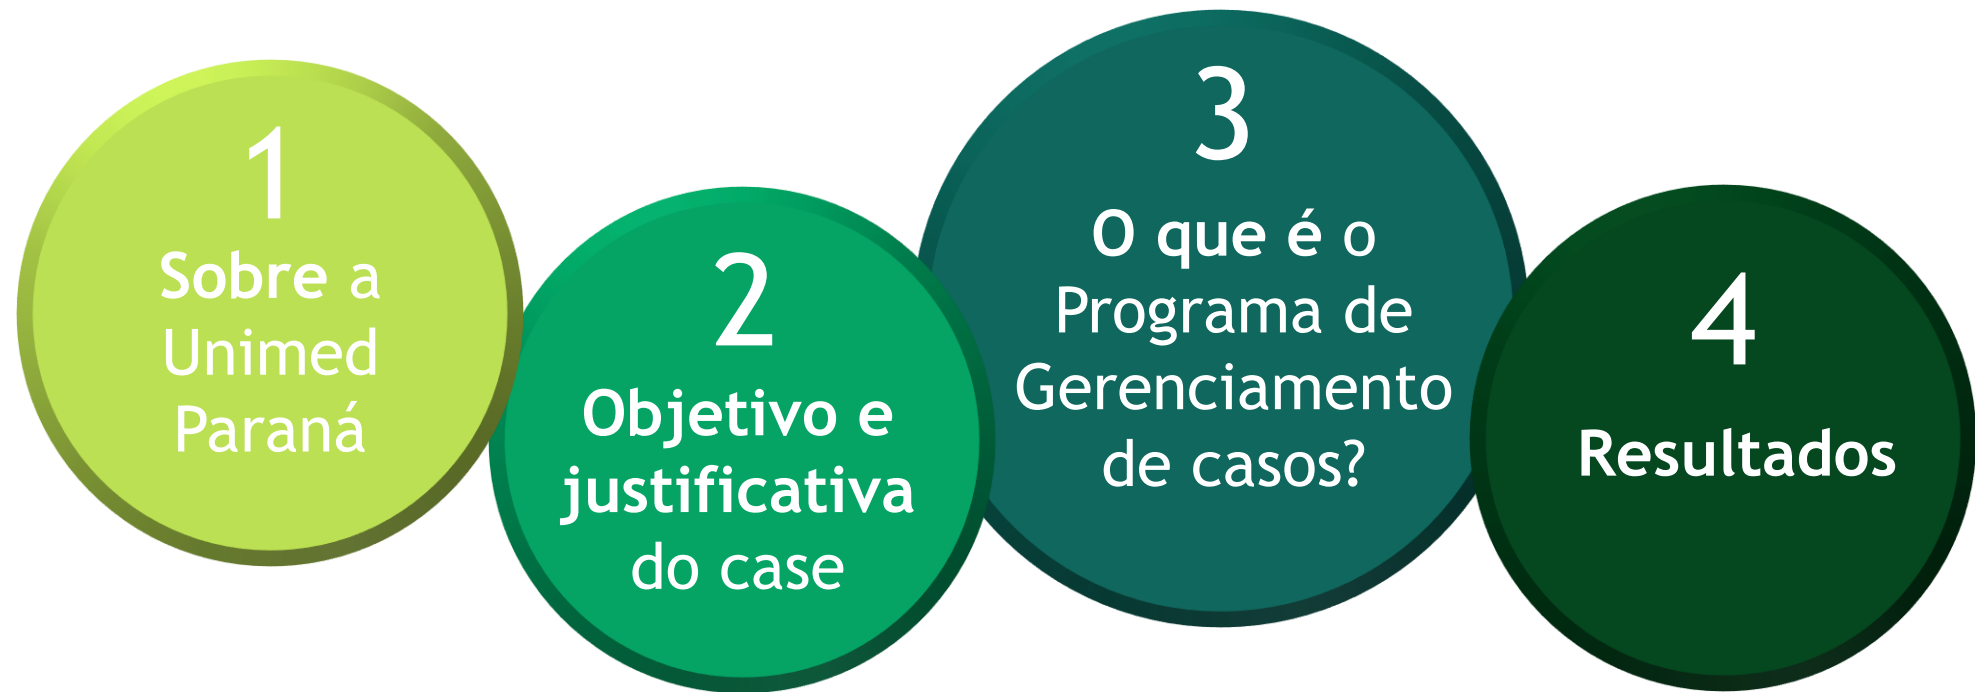 1
Sobre a
Unimed
Paraná
2
Objetivo e
justificativa
do case
3
O que é o
Programa de
Gerenciamento
de casos?
4
Resultados